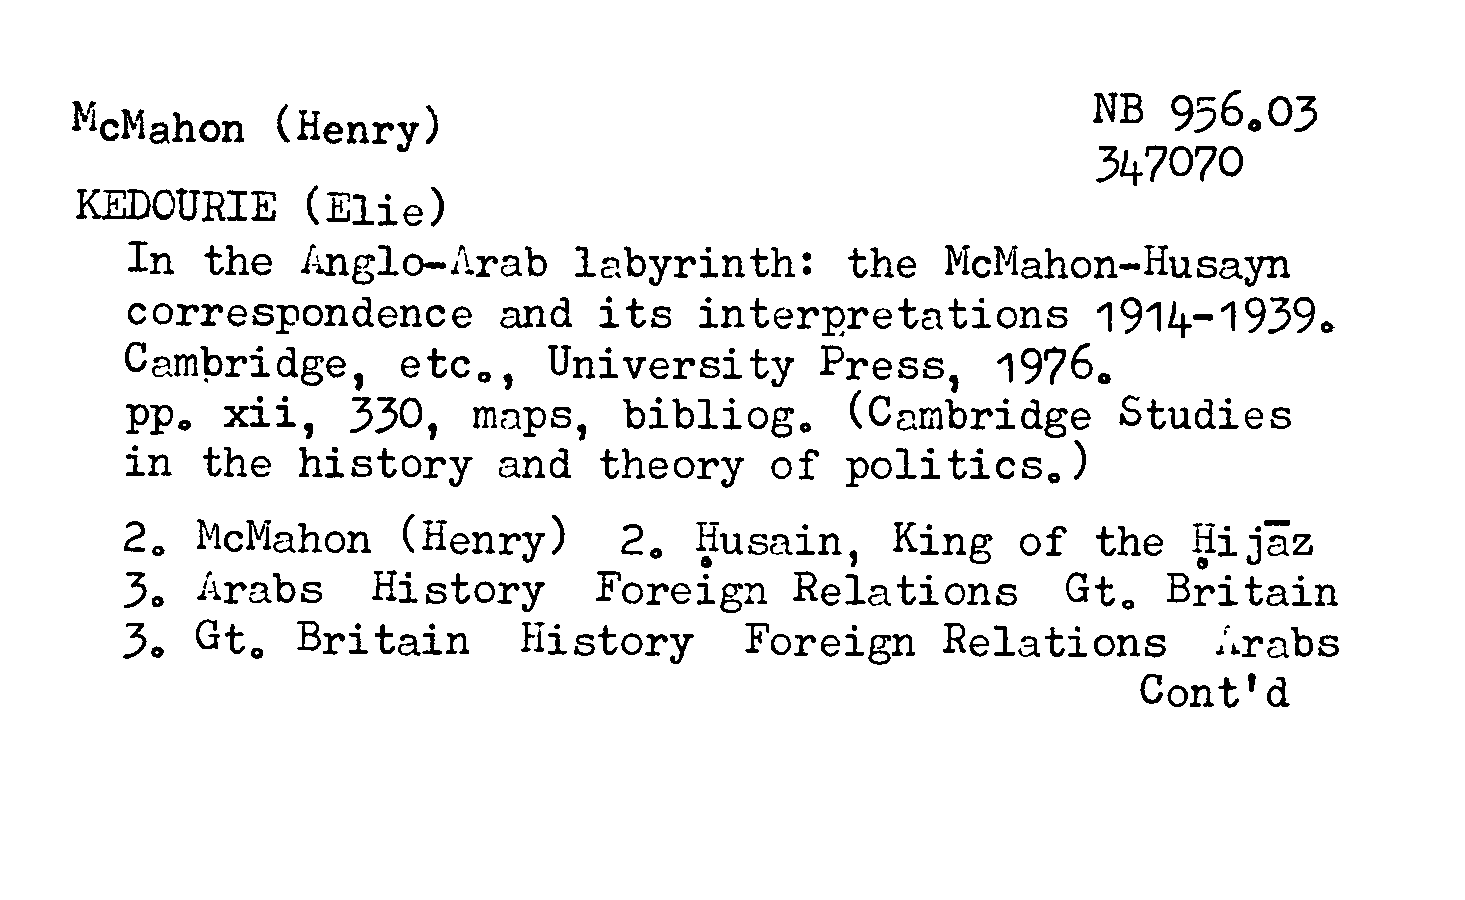 McMahon (Henry)
NB 956.03
347070
KEDOURIE (Elie)
In the Anglo-Arab labyrinth: the McMahon-Husayn
correspondence and its interpretations 1914-1939.
Cambridge, etc., University Press, 1976.
pp. xii, 330, maps, bibliog. (Cambridge Studies
in the history and theory of politics.)
2. McMahon (Henry) 2. Ḥusain, King of the Ḥijāz
3. Arabs History Foreign Relations Gt. Britain
3. Gt. Britain History Foreign Relations Arabs
Cont'd